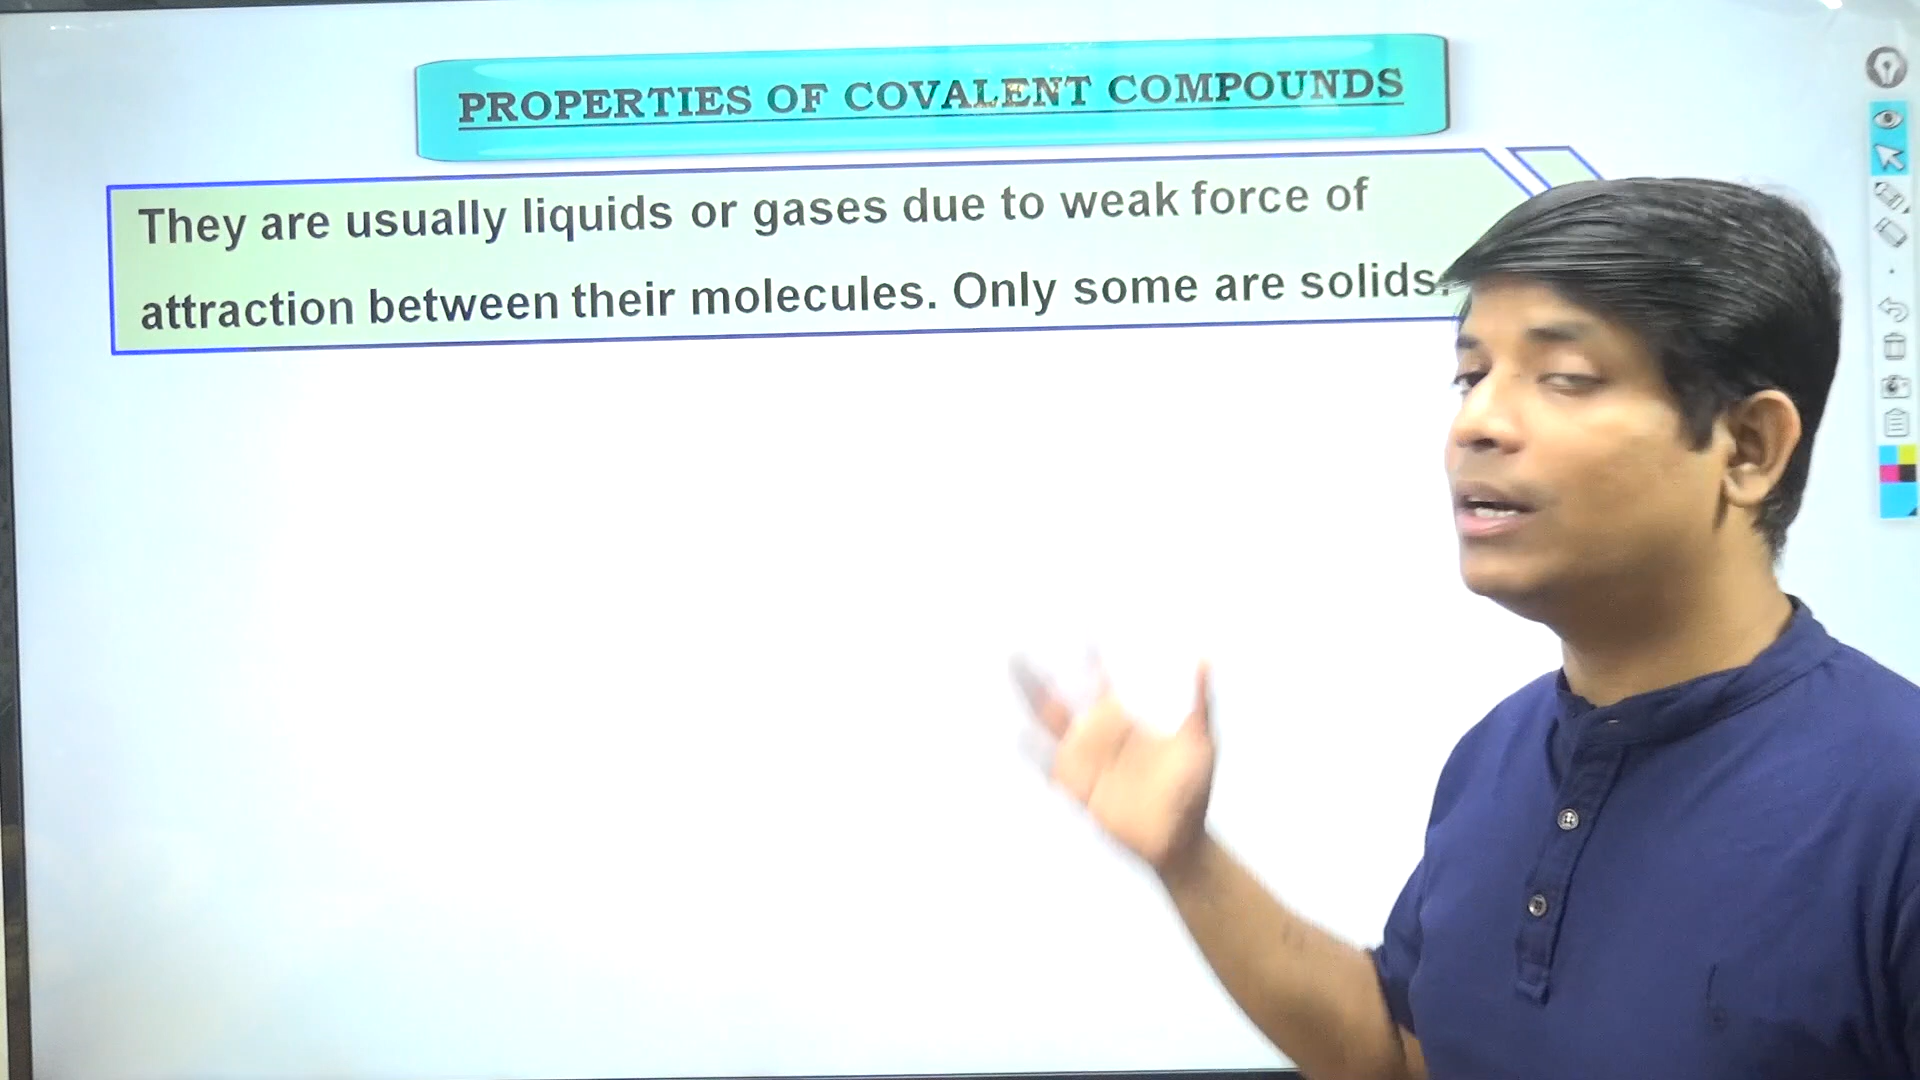 PROPERTIES OF COVALENT COMPOUNDS
They are usually liquids or gases due to weak force of
attraction between their molecules. Only some are solids.